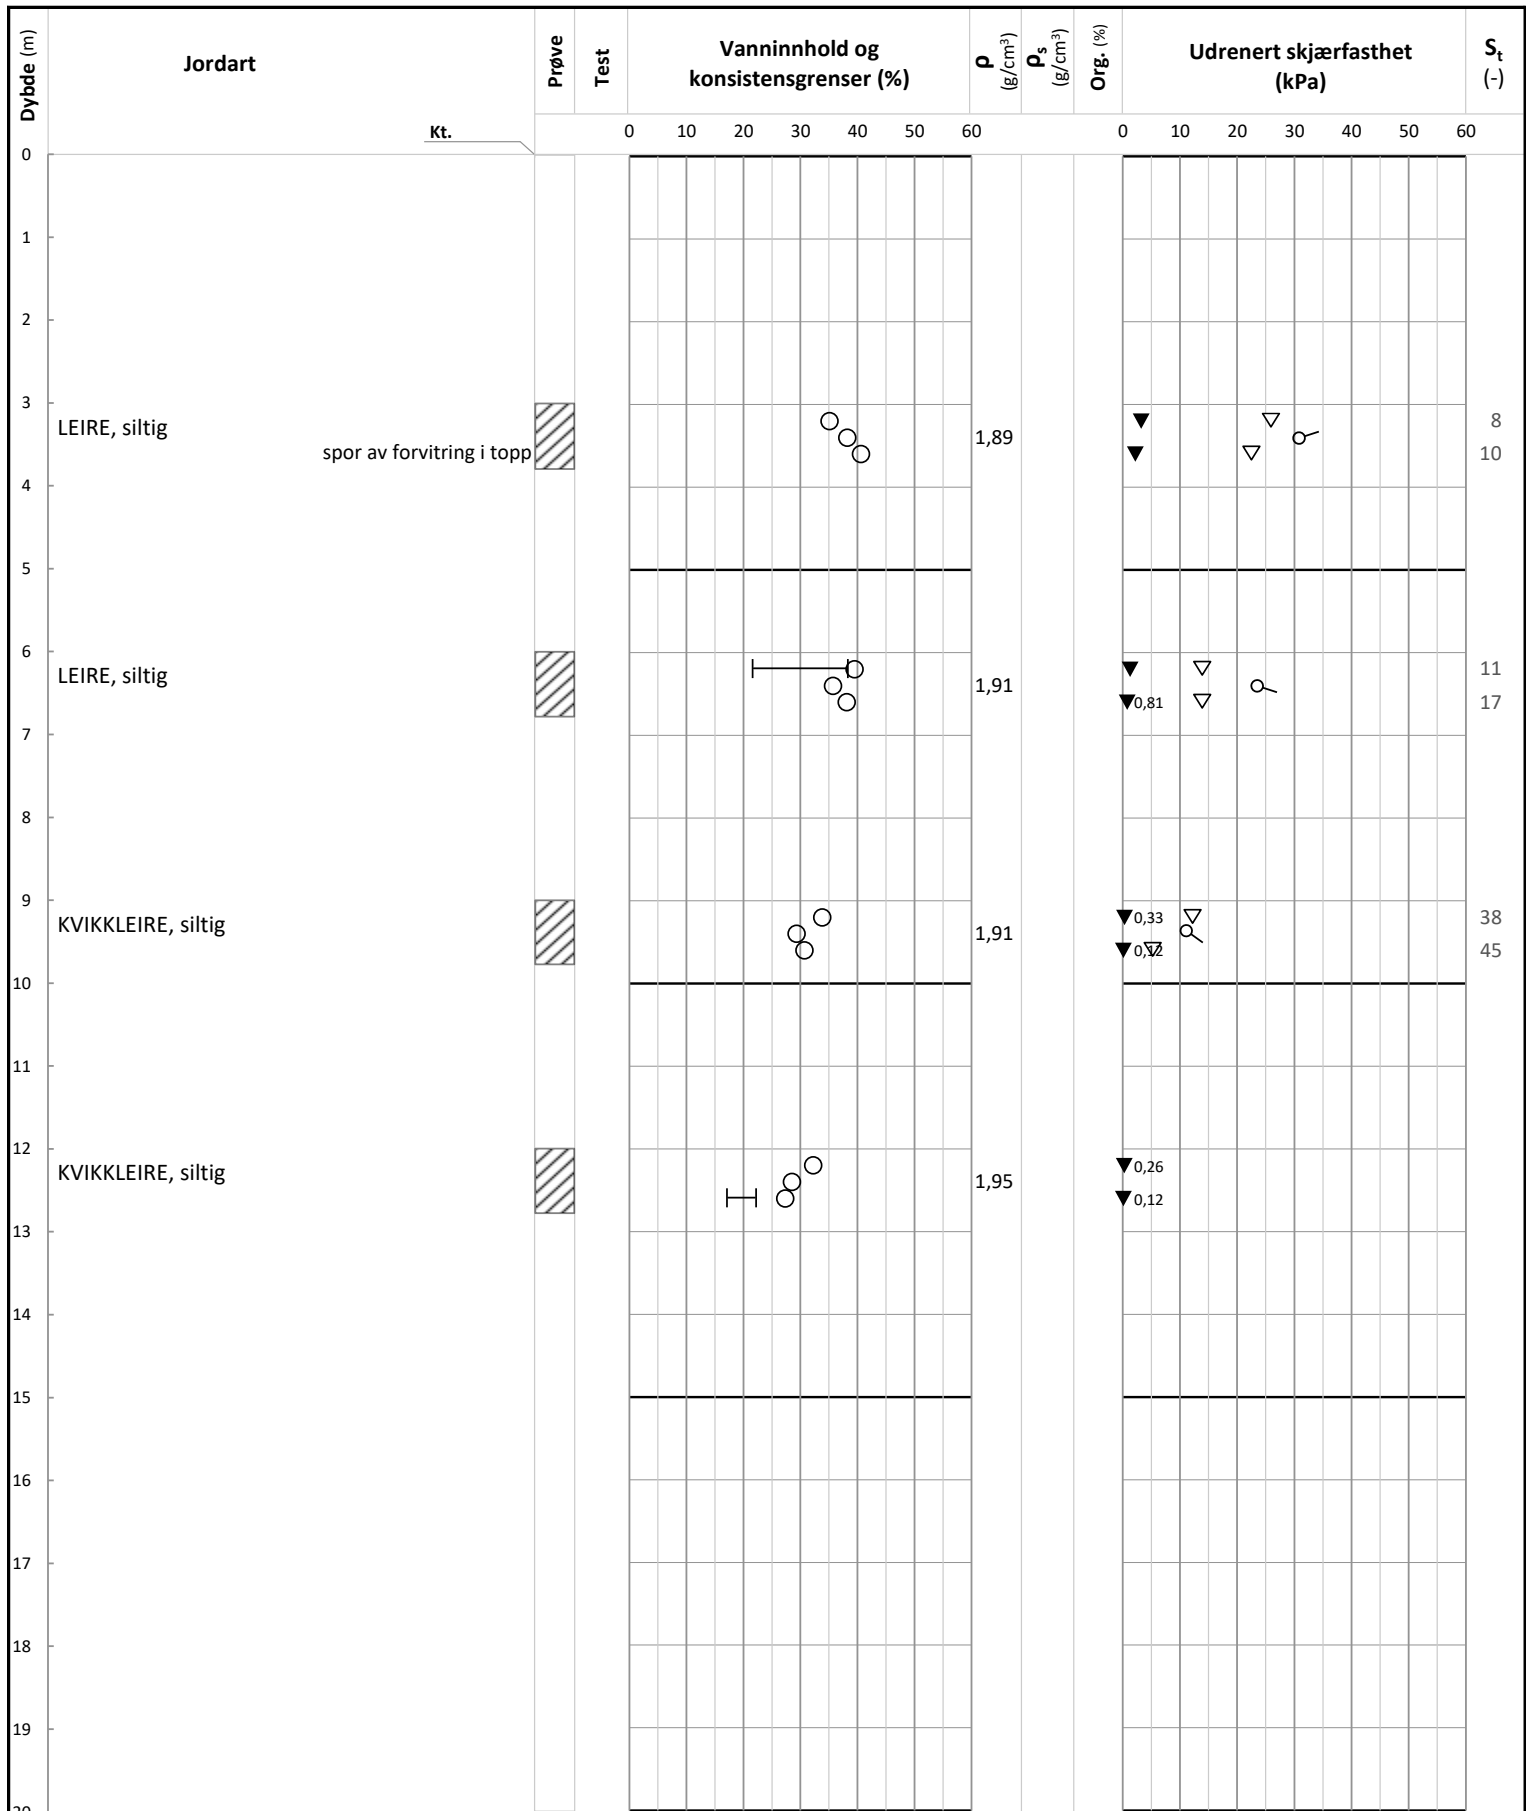 Dybde (m)
Jordart
Kt.
Prøve
Test
Vanninnhold og
konsistensgrenser (%)
ρ
(g/cm³)
ρs
(g/cm³)
Org. (%)
Udrenert skjærfasthet
(kPa)
St
(-)
0 10 20 30 40 50 60
0 10 20 30 40 50 60
0
1
2
3
LEIRE, siltig
8
1,89
spor av forvitring i topp
10
4
5
6
LEIRE, siltig
11
1,91
0,81
17
7
8
9
KVIKKLEIRE, siltig
0,33
38
1,91
0,12
45
10
11
12
KVIKKLEIRE, siltig
0,26
1,95
0,12
13
14
15
16
17
18
19
20